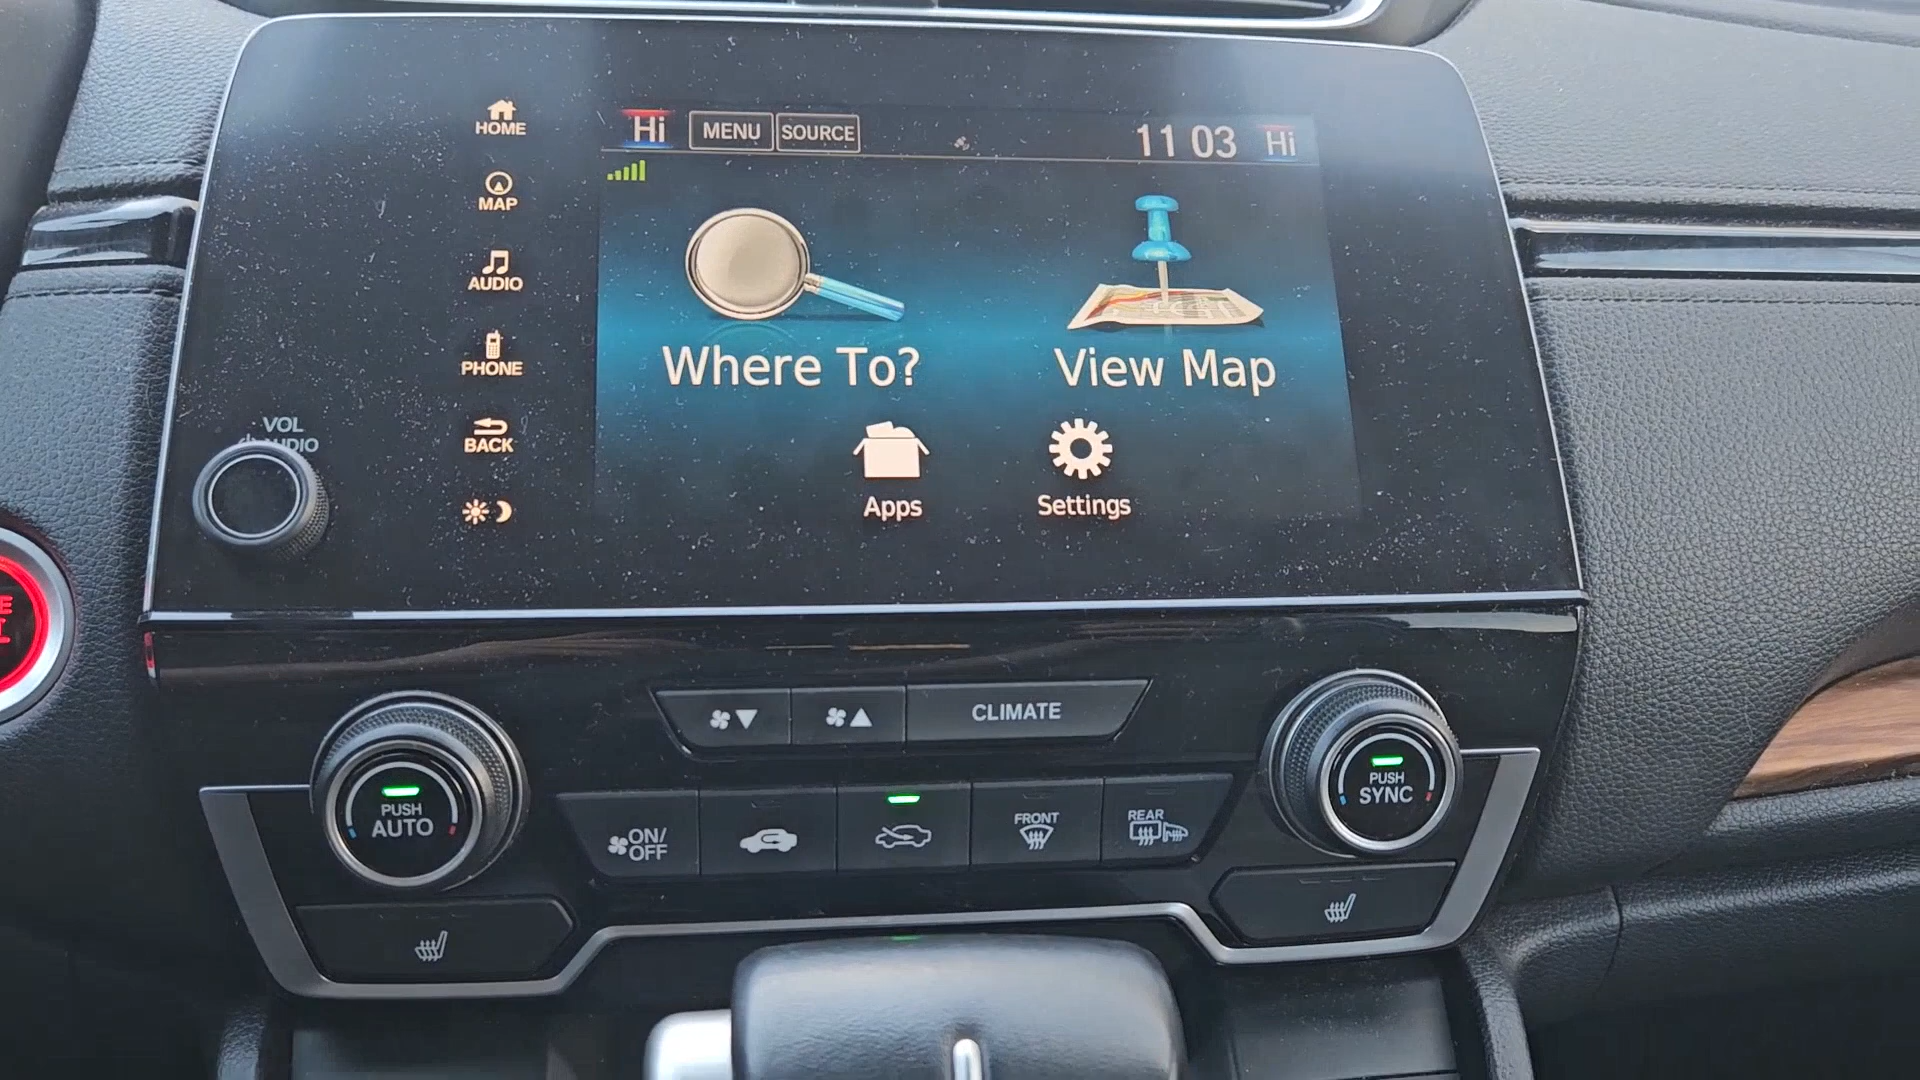 HOME
MAP
AUDIO
PHONE
BACK
VOL
AUDIO
Hi MENU SOURCE 11 03 Hi
Where To? View Map
Apps Settings
CLIMATE
PUSH
AUTO
ON/
OFF
FRONT
REAR
PUSH
SYNC